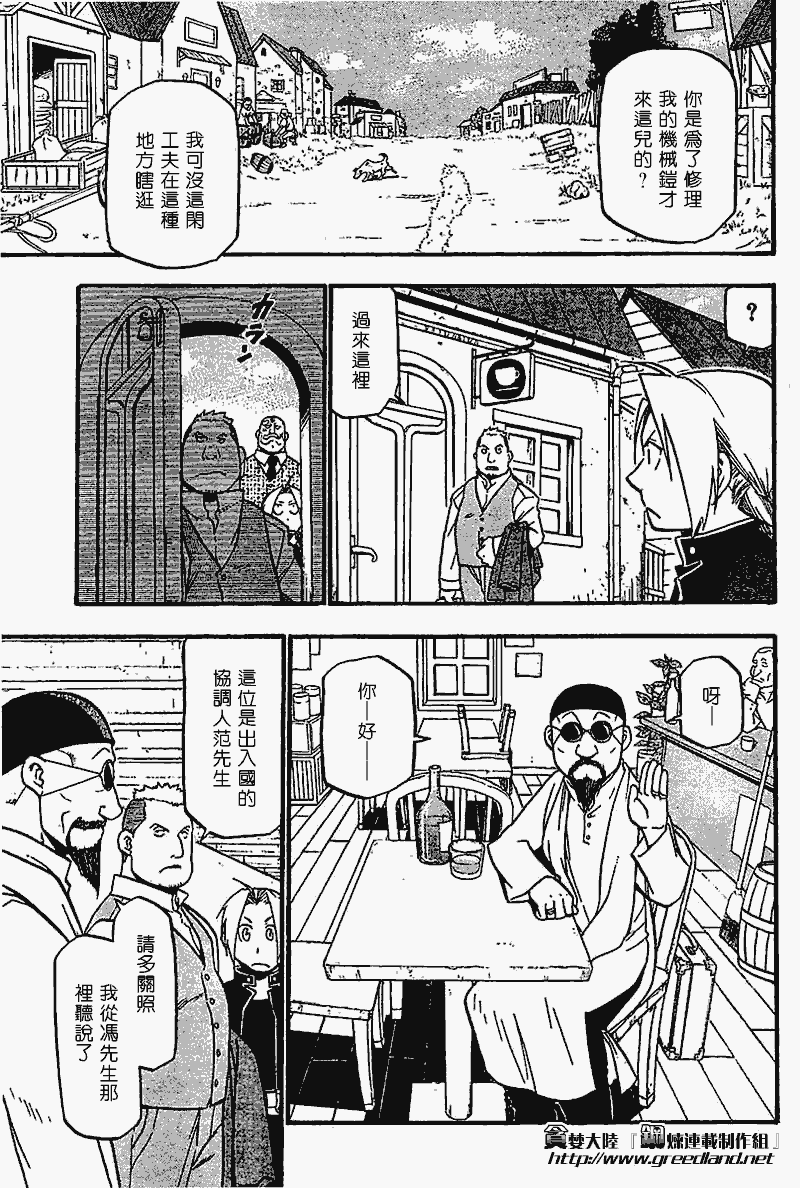 你是為了修理
我的機械鎧才
來這兒的？
我可沒這閑
工夫在這種
地方瞎逛
？
過來這裡
カラン
呀—
你—好——
這位是出入國的
協調人范先生
請多關照
我從馮先生那
裡聽說了
貪婪大陸『鋼煉連載制作組』
http://www.greedland.net